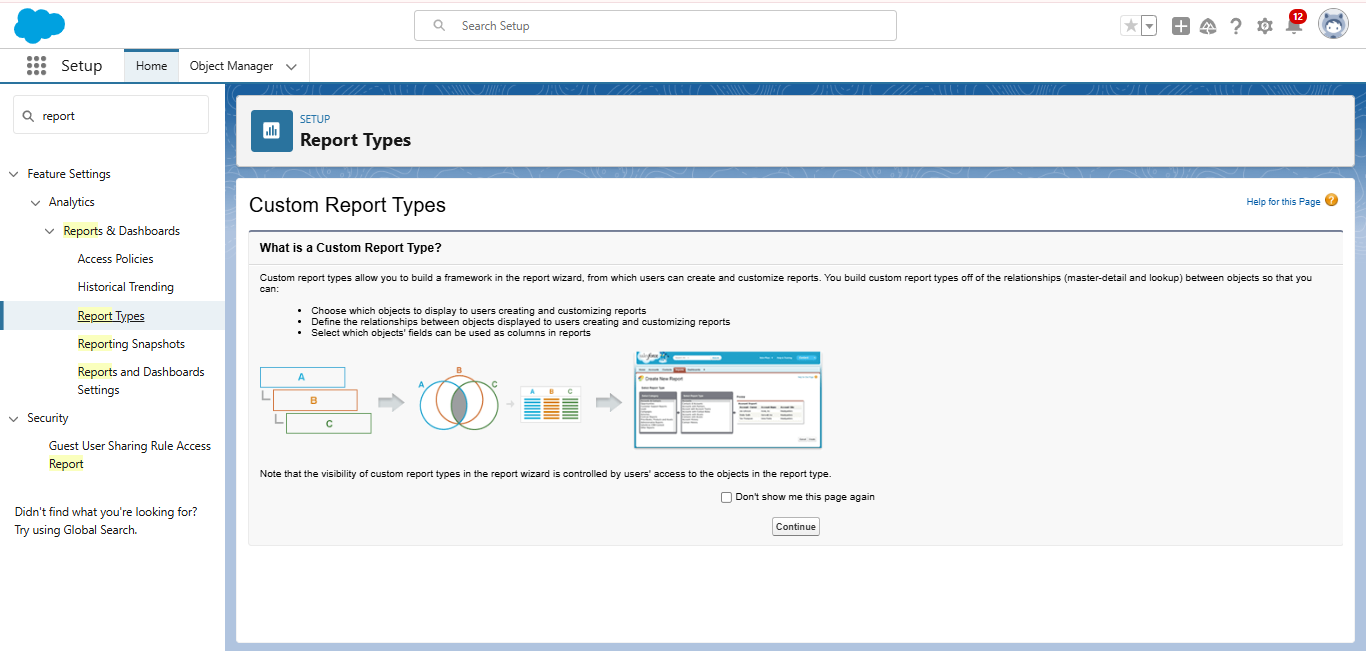 Search Setup
12
Setup
Home
Object Manager
report
Feature Settings
Analytics
Reports & Dashboards
Access Policies
Historical Trending
Report Types
Reporting Snapshots
Reports and Dashboards
Settings
Security
Guest User Sharing Rule Access
Report
Didn't find what you're looking for?
Try using Global Search.
SETUP
Report Types
Custom Report Types
Help for this Page
?
What is a Custom Report Type?
Custom report types allow you to build a framework in the report wizard, from which users can create and customize reports. You build custom report types off of the relationships (master-detail and lookup) between objects so that you
can:
Choose which objects to display to users creating and customizing reports
Define the relationships between objects displayed to users creating and customizing reports
Select which objects' fields can be used as columns in reports
A
B
C
A
B
C
A B C
Create New Report
Note that the visibility of custom report types in the report wizard is controlled by users' access to the objects in the report type.
Don't show me this page again
Continue